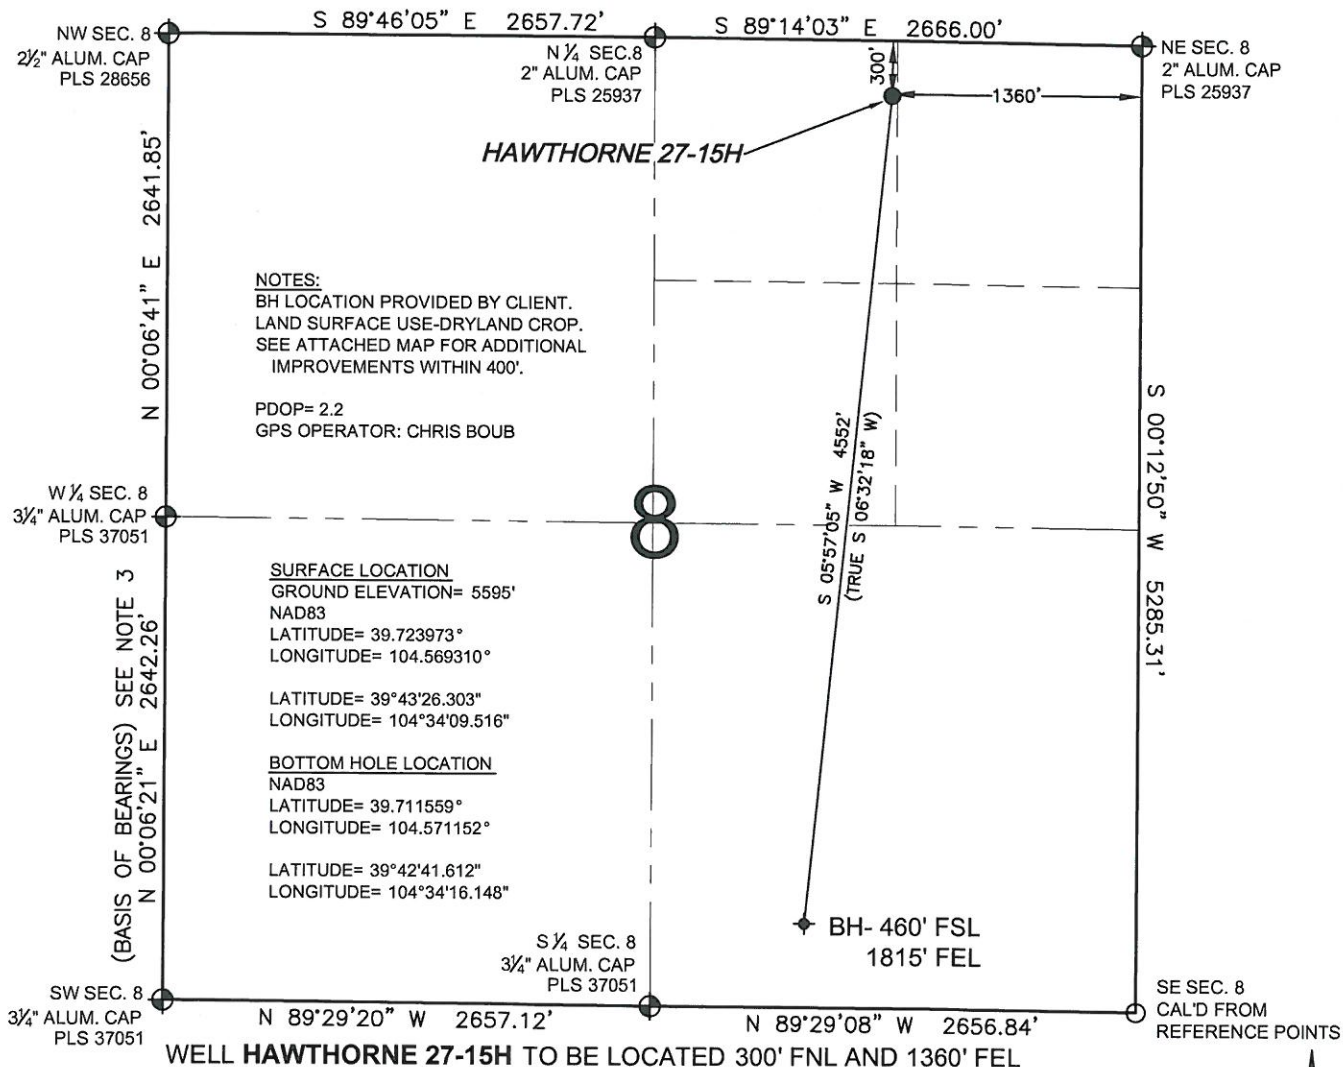 S 89°46'05" E 2657.72'
S 89°14'03" E 2666.00'
NW SEC. 8
2½" ALUM. CAP
PLS 28656
N ¼ SEC.8
2" ALUM. CAP
PLS 25937
300'
NE SEC. 8
2" ALUM. CAP
PLS 25937
1360'
HAWTHORNE 27-15H
N 00°06'41" E 2641.85'
NOTES:
BH LOCATION PROVIDED BY CLIENT.
LAND SURFACE USE-DRYLAND CROP.
SEE ATTACHED MAP FOR ADDITIONAL
IMPROVEMENTS WITHIN 400'.
PDOP= 2.2
GPS OPERATOR: CHRIS BOUB
S 05°57'05" W 4552'
(TRUE S 06°32'18" W)
S 00°12'50" W 5285.31'
W ¼ SEC. 8
3¼" ALUM. CAP
PLS 37051
8
SURFACE LOCATION
GROUND ELEVATION= 5595'
NAD83
LATITUDE= 39.723973°
LONGITUDE= 104.569310°
LATITUDE= 39°43'26.303"
LONGITUDE= 104°34'09.516"
BOTTOM HOLE LOCATION
NAD83
LATITUDE= 39.711559°
LONGITUDE= 104.571152°
LATITUDE= 39°42'41.612"
LONGITUDE= 104°34'16.148"
(BASIS OF BEARINGS) SEE NOTE 3
N 00°06'21" E 2642.26'
BH- 460' FSL
1815' FEL
S ¼ SEC. 8
3¼" ALUM. CAP
PLS 37051
SW SEC. 8
3¼" ALUM. CAP
PLS 37051
SE SEC. 8
CAL'D FROM
REFERENCE POINTS
N 89°29'20" W 2657.12'
N 89°29'08" W 2656.84'
WELL HAWTHORNE 27-15H TO BE LOCATED 300' FNL AND 1360' FEL